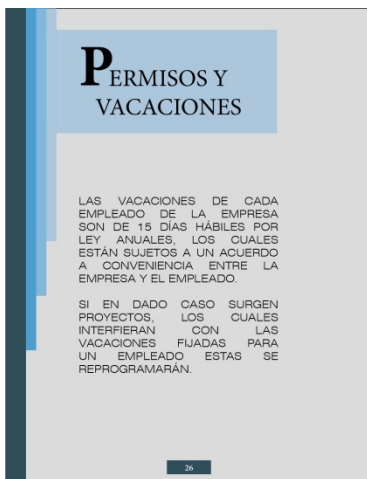 PERMISOS Y
VACACIONES
LAS VACACIONES DE CADA
EMPLEADO DE LA EMPRESA
SON DE 15 DÍAS HÁBILES POR
LEY ANUALES, LOS CUALES
ESTÁN SUJETOS A UN ACUERDO
A CONVENIENCIA ENTRE LA
EMPRESA Y EL EMPLEADO.
SI EN DADO CASO SURGEN
PROYECTOS, LOS CUALES
INTERFIERAN CON LAS
VACACIONES FIJADAS PARA
UN EMPLEADO ESTAS SE
REPROGRAMARÁN.
26